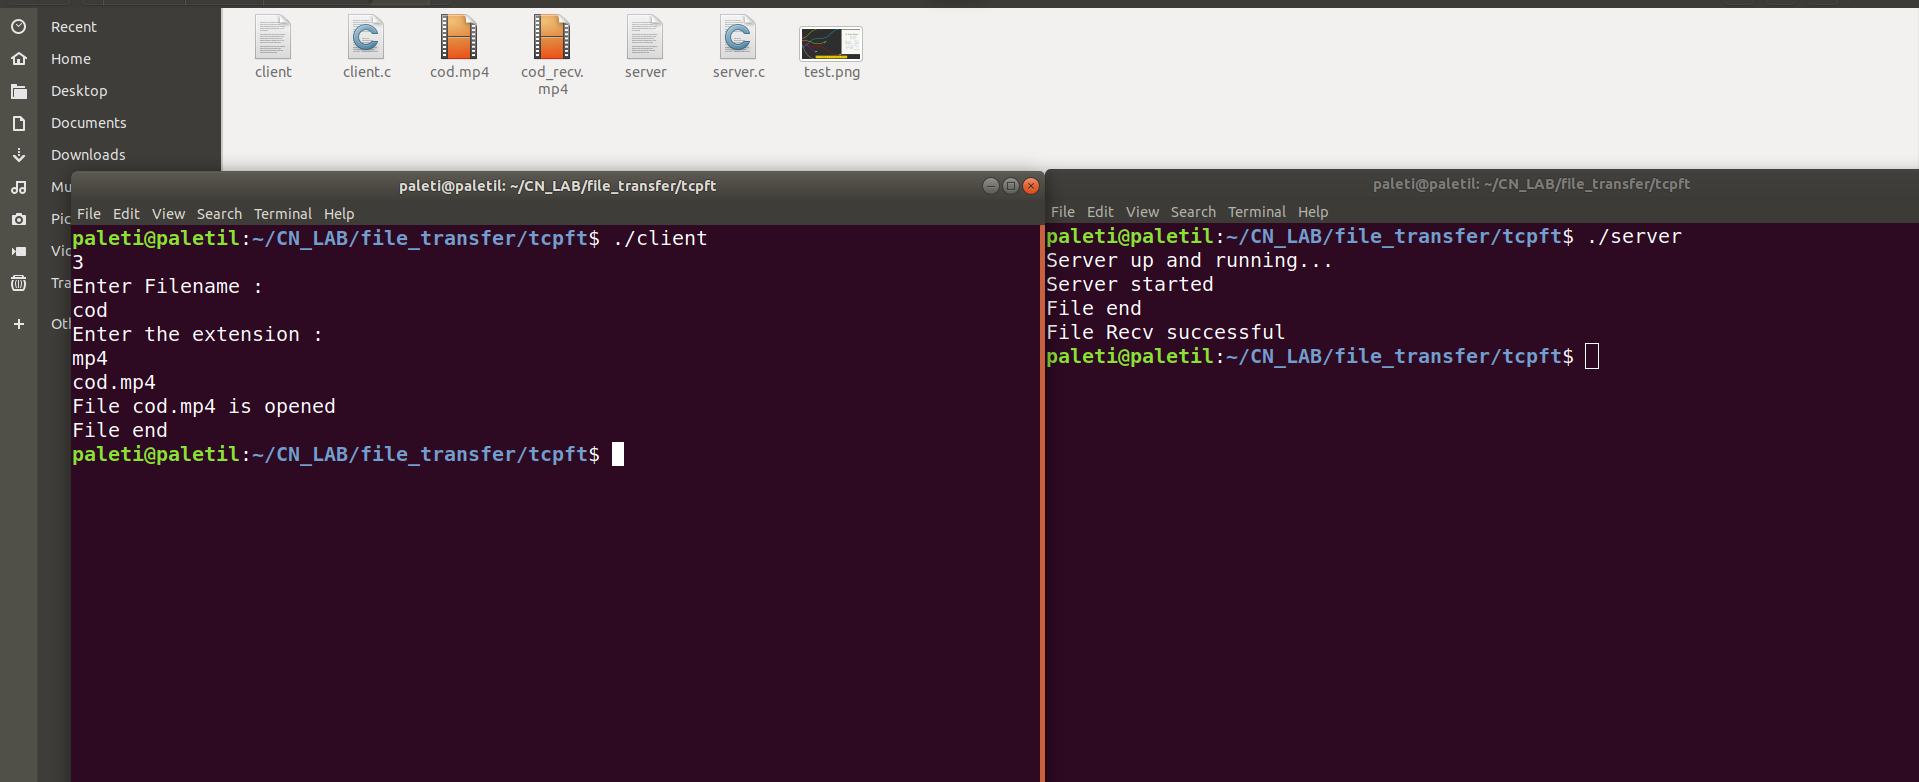 Recent
Home
Desktop
Documents
Downloads
Mu
Pic
Vid
Tra
Oth
client
client.c
cod.mp4
cod_recv.
mp4
server
server.c
test.png
paleti@paletil: ~/CN_LAB/file_transfer/tcpft
File Edit View Search Terminal Help
paleti@paletil:~/CN_LAB/file_transfer/tcpft$ ./client
3
Enter Filename :
cod
Enter the extension :
mp4
cod.mp4
File cod.mp4 is opened
File end
paleti@paletil:~/CN_LAB/file_transfer/tcpft$
paleti@paletil: ~/CN_LAB/file_transfer/tcpft
File Edit View Search Terminal Help
paleti@paletil:~/CN_LAB/file_transfer/tcpft$ ./server
Server up and running...
Server started
File end
File Recv successful
paleti@paletil:~/CN_LAB/file_transfer/tcpft$